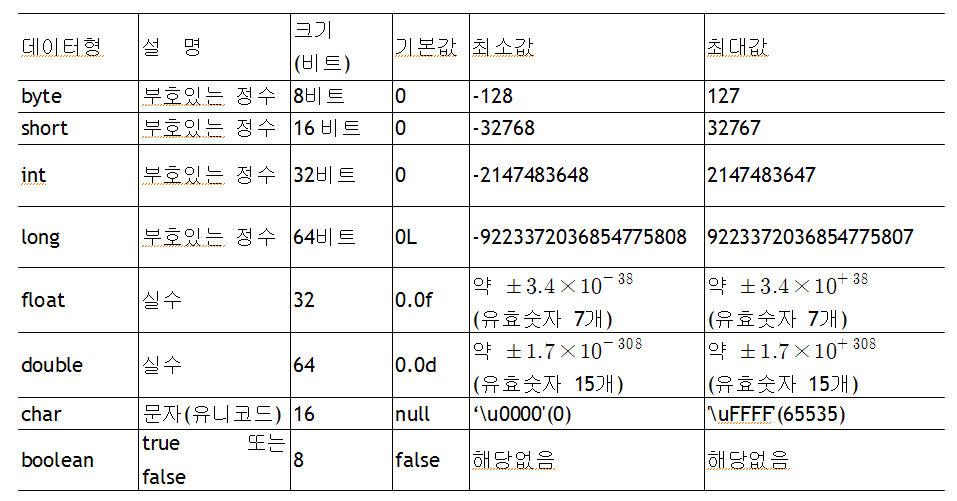 데이터형 설 명 크기 (비트) 기본값 최소값 최대값
byte 부호있는 정수 8비트 0 -128 127
short 부호있는 정수 16 비트 0 -32768 32767
int 부호있는 정수 32비트 0 -2147483648 2147483647
long 부호있는 정수 64비트 0L -9223372036854775808 9223372036854775807
float 실수 32 0.0f 약 ±3.4×10⁻³⁸ (유효숫자 7개) 약 ±3.4×10⁺³⁸ (유효숫자 7개)
double 실수 64 0.0d 약 ±1.7×10⁻³⁰⁸ (유효숫자 15개) 약 ±1.7×10⁺³⁰⁸ (유효숫자 15개)
char 문자(유니코드) 16 null ‘\u0000'(0) '\uFFFF'(65535)
boolean true 또는 false 8 false 해당없음 해당없음